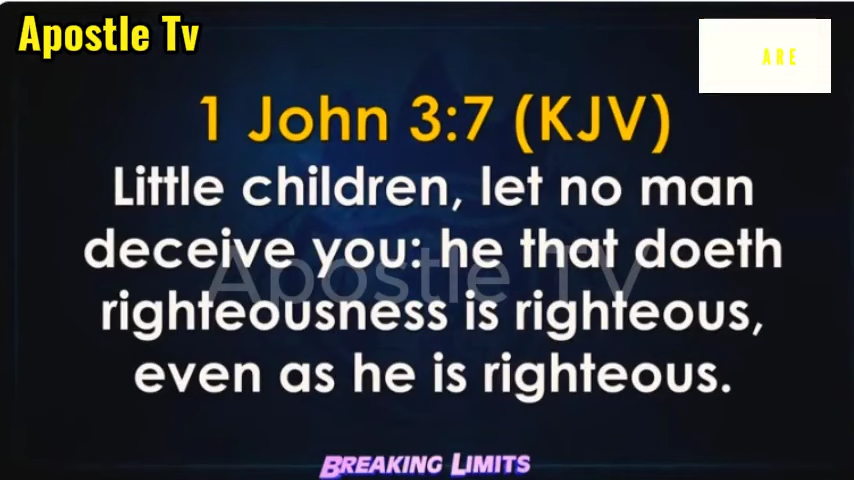 Apostle Tv
ARE
1 John 3:7 (KJV)
Little children, let no man
deceive you: he that doeth
righteousness is righteous,
even as he is righteous.
Apostle TV
BREAKING LIMITS